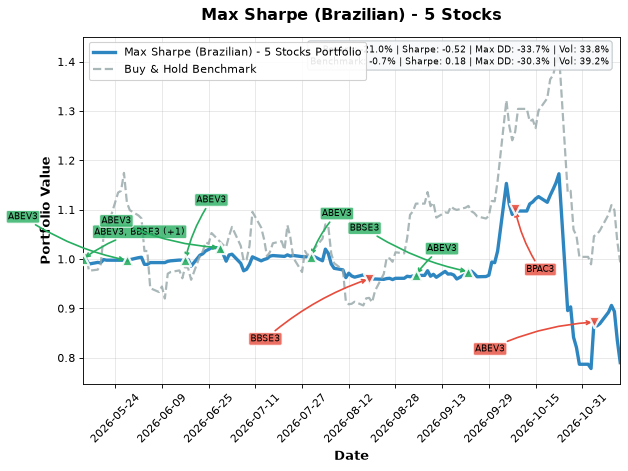 Max Sharpe (Brazilian) - 5 Stocks
Max Sharpe (Brazilian) - 5 Stocks Portfolio
Buy & Hold Benchmark
21.0% | Sharpe: -0.52 | Max DD: -33.7% | Vol: 33.8%
-0.7% | Sharpe: 0.18 | Max DD: -30.3% | Vol: 39.2%
Portfolio Value
1.4
1.3
1.2
1.1
1.0
0.9
0.8
ABEV3
ABEV3
ABEV3, BBSE3 (+1)
ABEV3
ABEV3
BBSE3
ABEV3
BBSE3
BPAC3
ABEV3
2026-05-24
2026-06-09
2026-06-25
2026-07-11
2026-07-27
2026-08-12
2026-08-28
2026-09-13
2026-09-29
2026-10-15
2026-10-31
Date